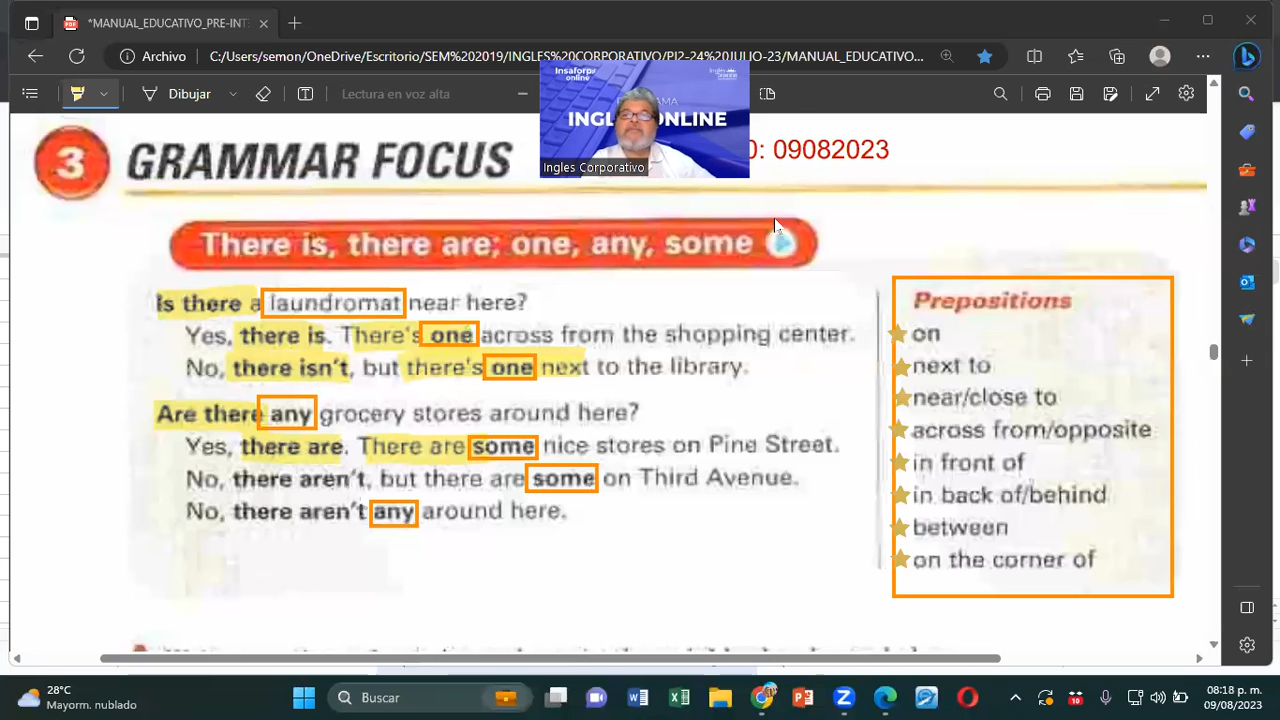 *MANUAL_EDUCATIVO_PRE-INT
Archivo
C:/Users/semon/OneDrive/Escritorio/SEM%202019/INGLES%20CORPORATIVO/PI2-24%20JULIO-23/MANUAL_EDUCATIVO...
Dibujar
Lectura en voz alta
Insaforp
online
INGL ONLINE
Ingles Corporativo
0: 09082023
3 GRAMMAR FOCUS
There is, there are; one, any, some
Is there a laundromat near here?
Yes, there is. There's one across from the shopping center.
No, there isn't, but there's one next to the library.
Are there any grocery stores around here?
Yes, there are. There are some nice stores on Pine Street.
No, there aren't, but there are some on Third Avenue.
No, there aren't any around here.
Prepositions
on
next to
near/close to
across from/opposite
in front of
in back of/behind
between
on the corner of
28°C
Mayorm. nublado
Buscar
10
08:18 p. m.
09/08/2023